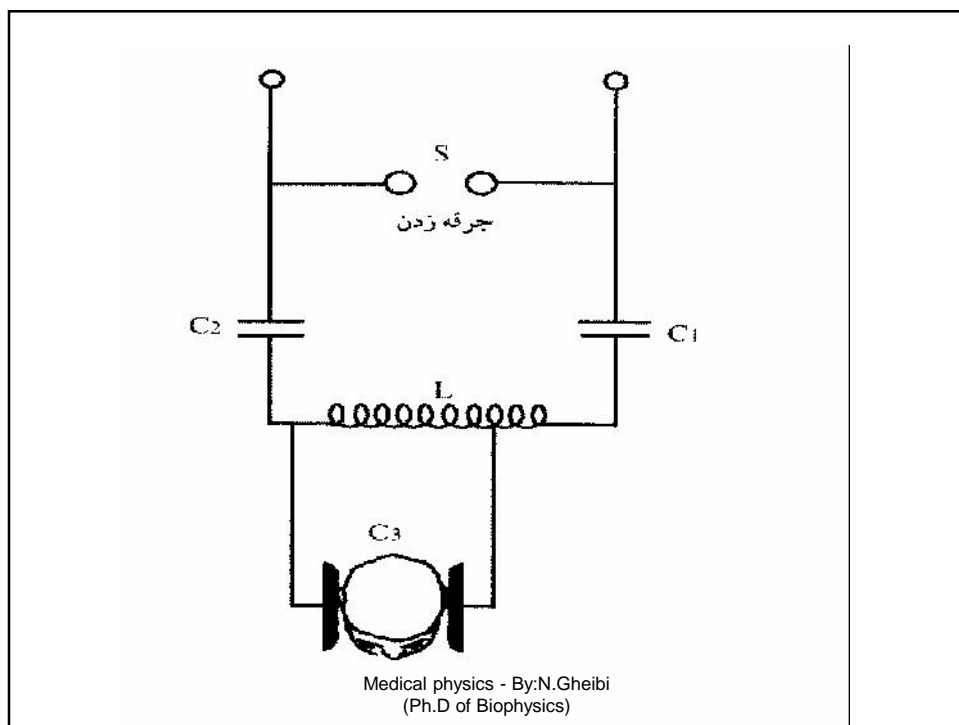 S
جرقه زدن
C2
C1
L
C3
Medical physics - By:N.Gheibi
(Ph.D of Biophysics)